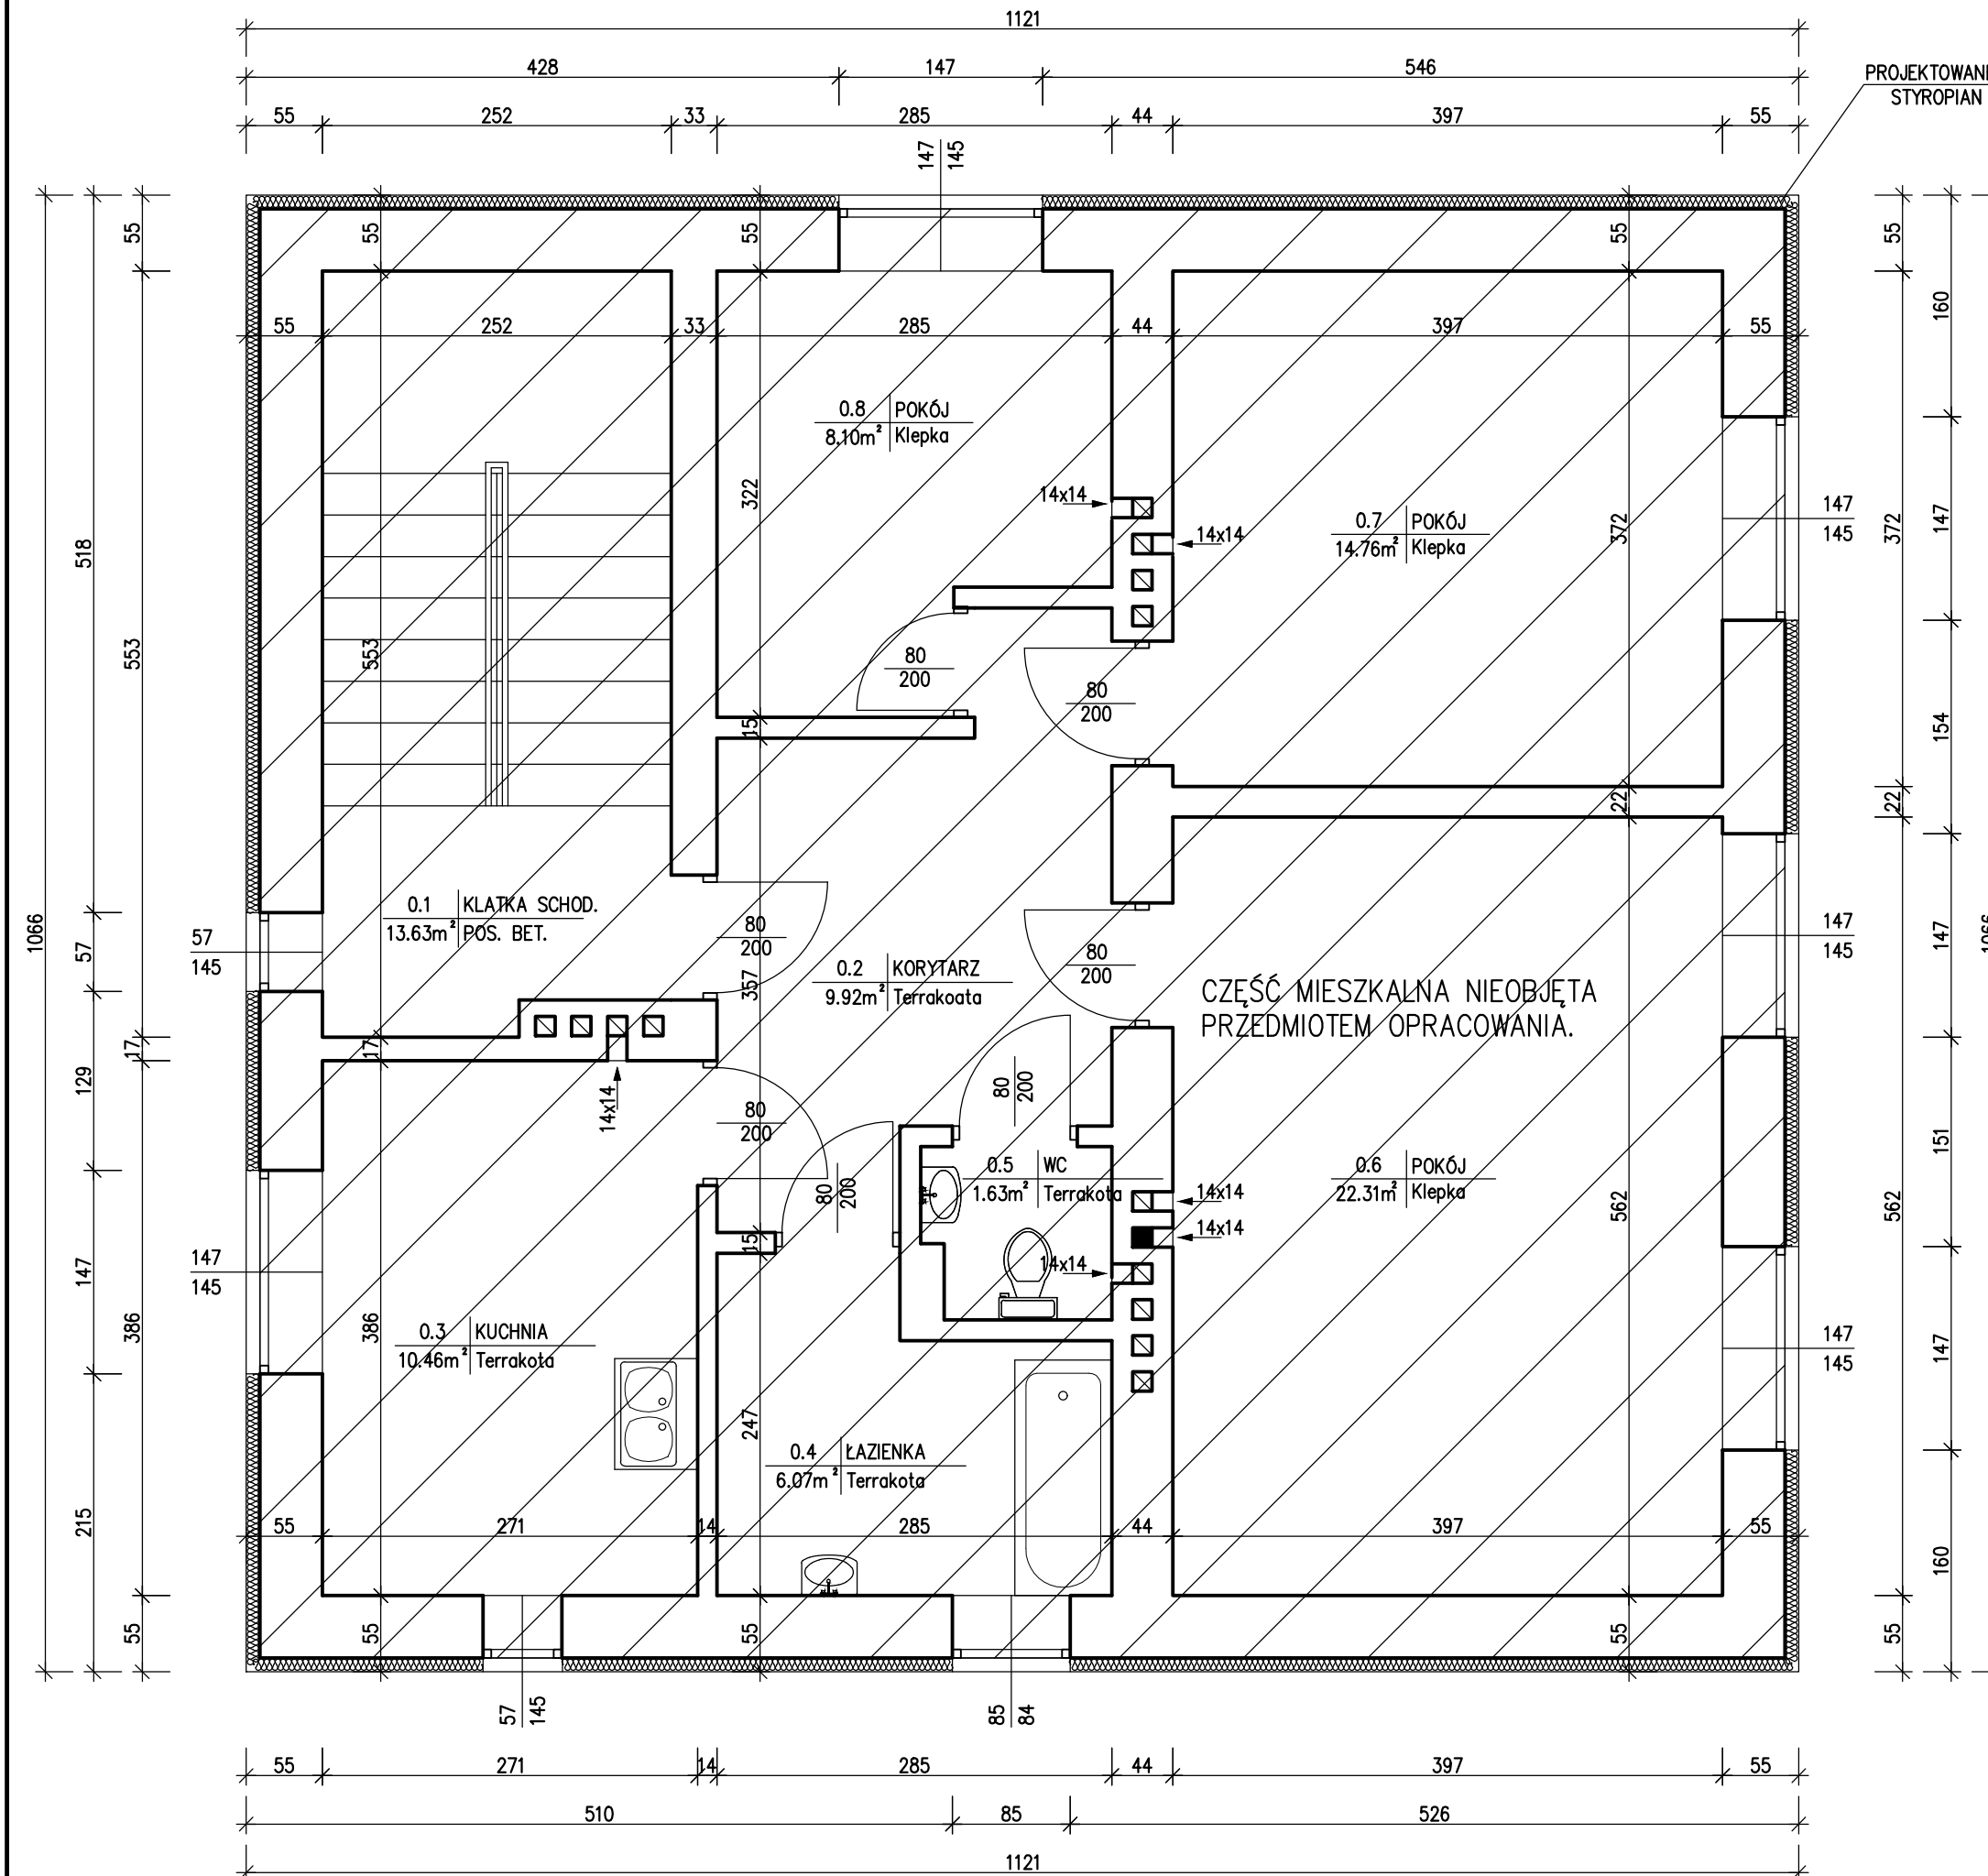 1121
428 147 546
PROJEKTOWAN
STYROPIAN
55 252 33 285 44 397 55
147
145
55 55 55 55 55
55 252 33 285 44 397 55
160
0.8 POKÓJ
8.10m² Klepka
322
14x14
14x14
0.7 POKÓJ
14.76m² Klepka
372
147
145
372
147
518
553
553
80
200
80
200
15
154
22
22
0.1 KLATKA SCHOD.
13.63m² POS. BET.
1066
57
57
145
80
200
357
0.2 KORYTARZ
9.92m² Terrakoata
80
200
147
145
147
1066
CZĘŚĆ MIESZKALNA NIEOBJĘTA
PRZEDMIOTEM OPRACOWANIA.
17
17
129
14x14
80
200
80
200
80
200
0.5 WC
1.63m² Terrakota
0.6 POKÓJ
22.31m² Klepka
151
14x14
14x14
14x14
562
562
15
147
147
145
386
386
0.3 KUCHNIA
10.46m² Terrakota
147
145
147
247
0.4 ŁAZIENKA
6.07m² Terrakota
215
55 271 14 285 44 397 55
160
55 55 55 55 55
57
145
85
84
55 271 14 285 44 397 55
510 85 526
1121